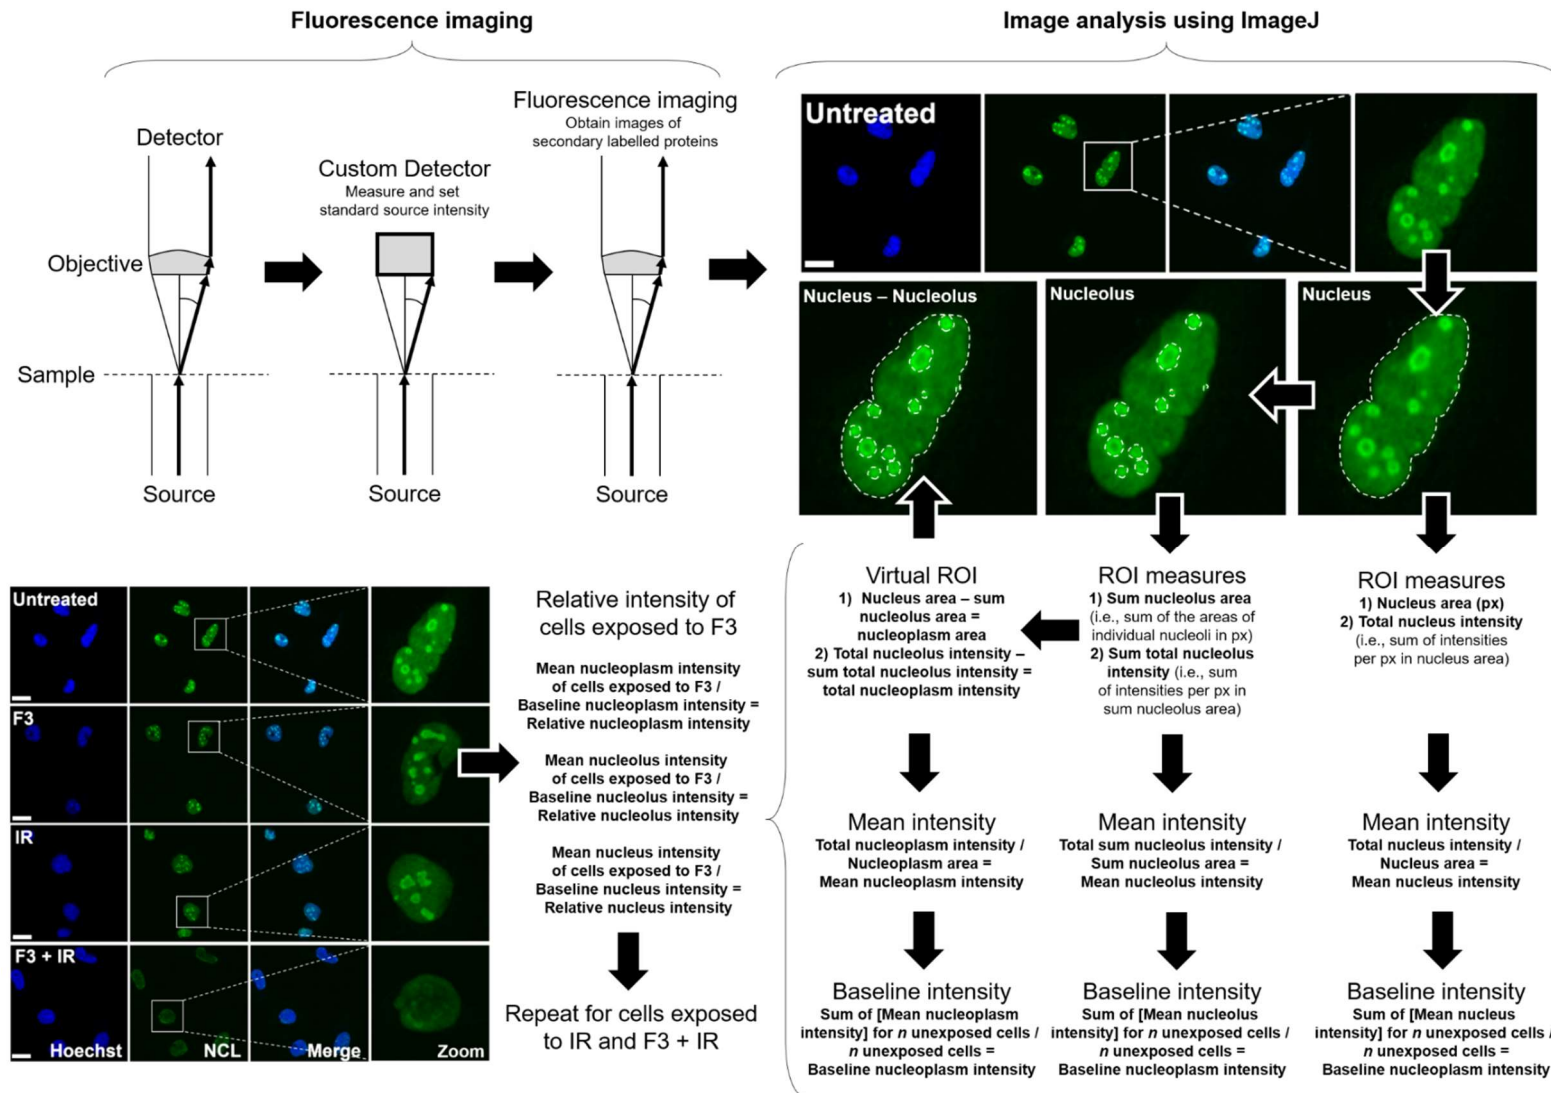 Fluorescence imaging
Image analysis using ImageJ
Detector
Objective
Sample
Source
Custom Detector
Measure and set
standard source intensity
Source
Fluorescence imaging
Obtain images of
secondary labelled proteins
Source
Untreated
Nucleus – Nucleolus
Nucleolus
Nucleus
Virtual ROI
1) Nucleus area – sum
nucleolus area =
nucleoplasm area
2) Total nucleolus intensity –
sum total nucleolus intensity =
total nucleoplasm intensity
ROI measures
1) Sum nucleolus area
(i.e., sum of the areas of
individual nucleoli in px)
2) Sum total nucleolus
intensity (i.e., sum
of intensities per px in
sum nucleolus area)
ROI measures
1) Nucleus area (px)
2) Total nucleus intensity
(i.e., sum of intensities
per px in nucleus area)
Mean intensity
Total nucleoplasm intensity /
Nucleoplasm area =
Mean nucleoplasm intensity
Mean intensity
Total sum nucleolus intensity /
Sum nucleolus area =
Mean nucleolus intensity
Mean intensity
Total nucleus intensity /
Nucleus area =
Mean nucleus intensity
Baseline intensity
Sum of [Mean nucleoplasm
intensity] for n unexposed cells /
n unexposed cells =
Baseline nucleoplasm intensity
Baseline intensity
Sum of [Mean nucleolus
intensity] for n unexposed cells /
n unexposed cells =
Baseline nucleoplasm intensity
Baseline intensity
Sum of [Mean nucleus
intensity] for n unexposed cells /
n unexposed cells =
Baseline nucleoplasm intensity
Untreated
F3
IR
F3 + IR
Hoechst
NCL
Merge
Zoom
Relative intensity of
cells exposed to F3
Mean nucleoplasm intensity
of cells exposed to F3 /
Baseline nucleoplasm intensity =
Relative nucleoplasm intensity
Mean nucleolus intensity
of cells exposed to F3 /
Baseline nucleolus intensity =
Relative nucleolus intensity
Mean nucleus intensity
of cells exposed to F3 /
Baseline nucleus intensity =
Relative nucleus intensity
Repeat for cells exposed
to IR and F3 + IR